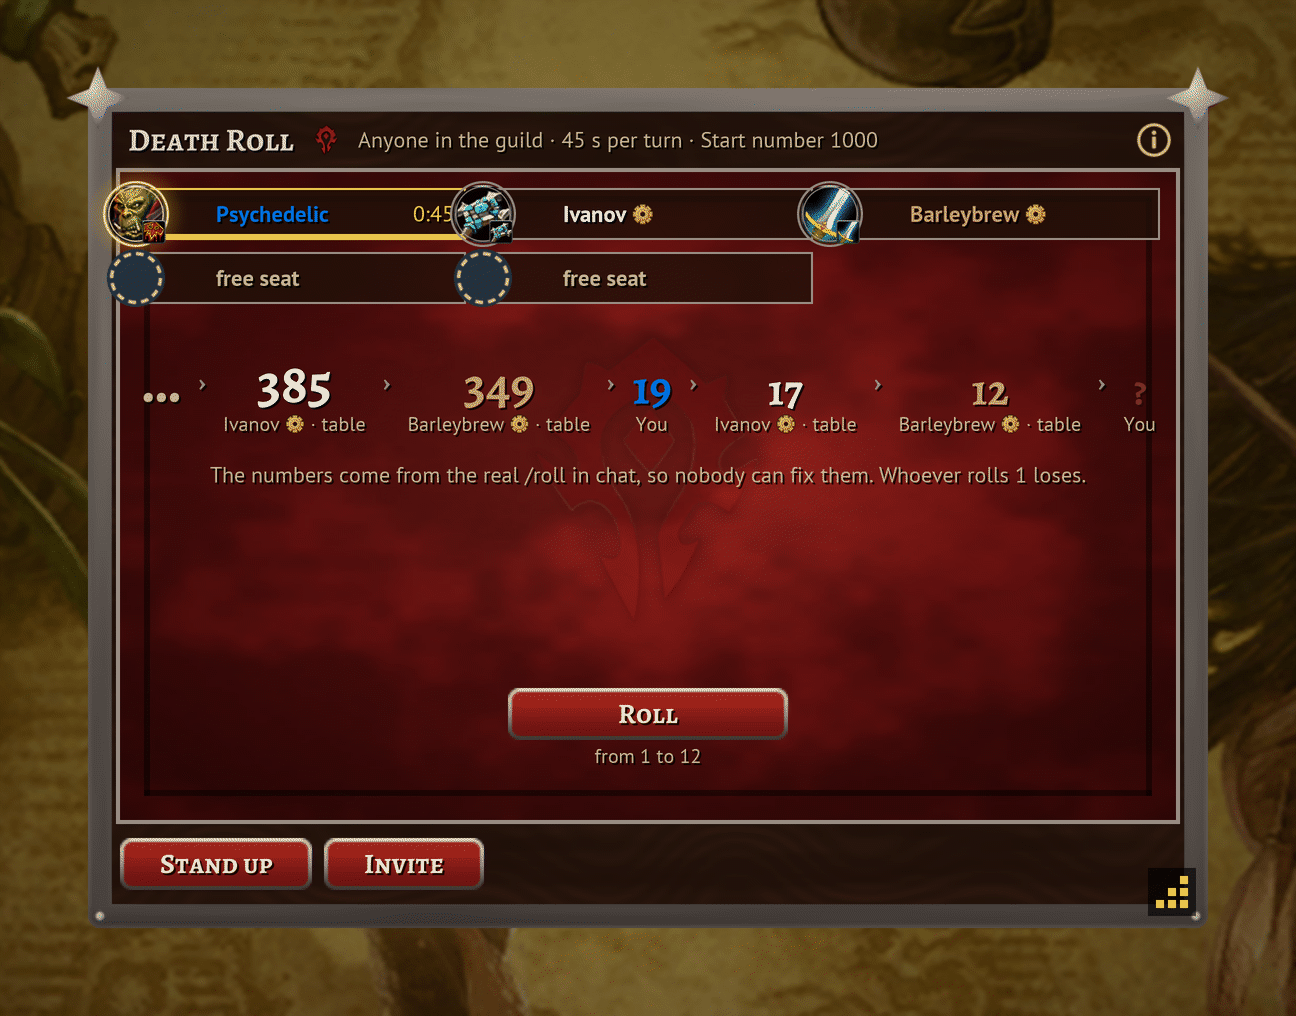 Death Roll Anyone in the guild · 45 s per turn · Start number 1000
Psychedelic 0:45 Ivanov Barleybrew
free seat free seat
... › 385 › 349 › 19 › 17 › 12 › ?
Ivanov · table Barleybrew · table You Ivanov · table Barleybrew · table You
The numbers come from the real /roll in chat, so nobody can fix them. Whoever rolls 1 loses.
Roll
from 1 to 12
Stand up Invite